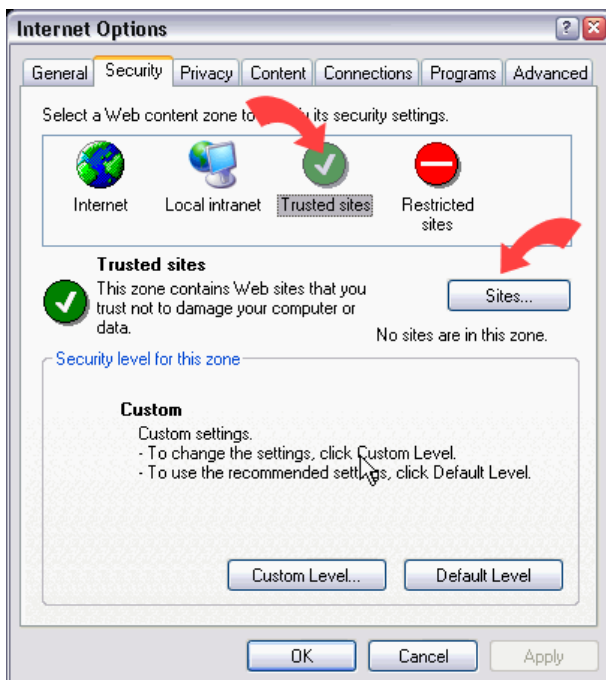 Internet Options
General Security Privacy Content Connections Programs Advanced
Select a Web content zone to its security settings.
Internet Local intranet Trusted sites Restricted
sites
Trusted sites
This zone contains Web sites that you
trust not to damage your computer or
data.
Sites...
No sites are in this zone.
Security level for this zone
Custom
Custom settings.
- To change the settings, click Custom Level.
- To use the recommended settings, click Default Level.
Custom Level... Default Level
OK Cancel Apply